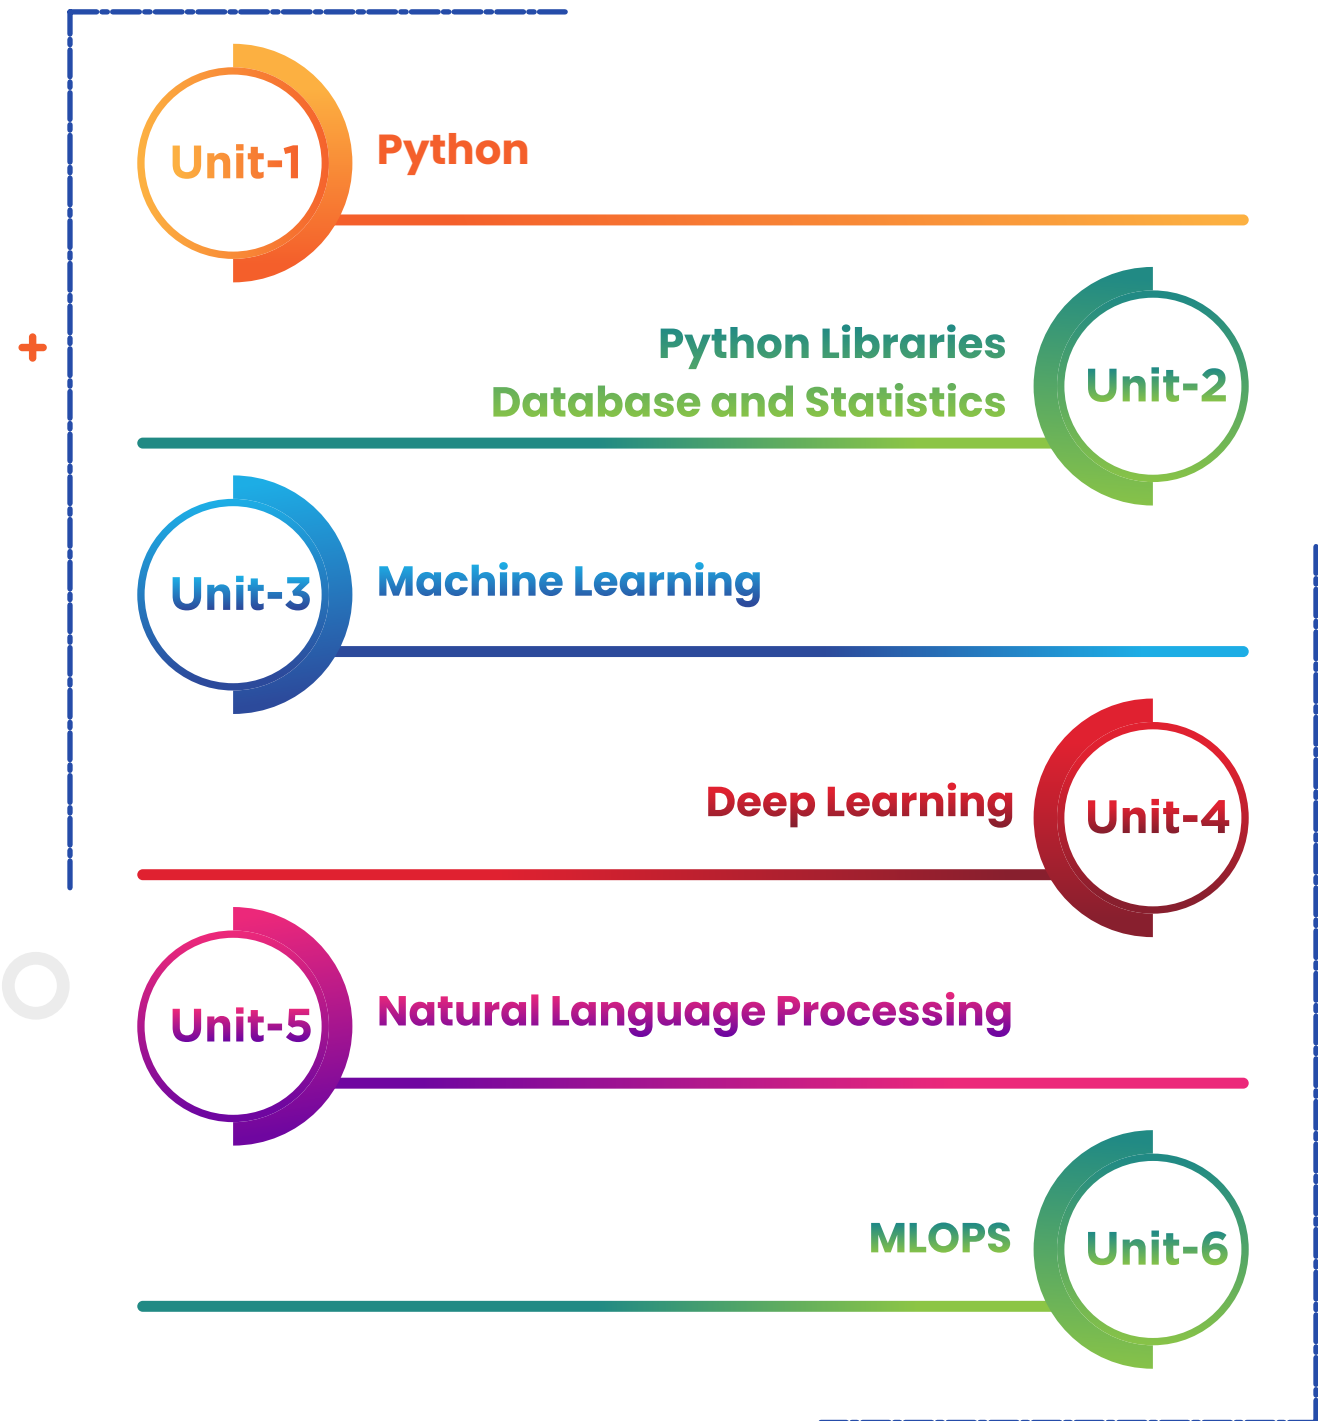 Unit-1
Python
Python Libraries
Database and Statistics
Unit-2
Unit-3
Machine Learning
Deep Learning
Unit-4
Unit-5
Natural Language Processing
MLOPS
Unit-6